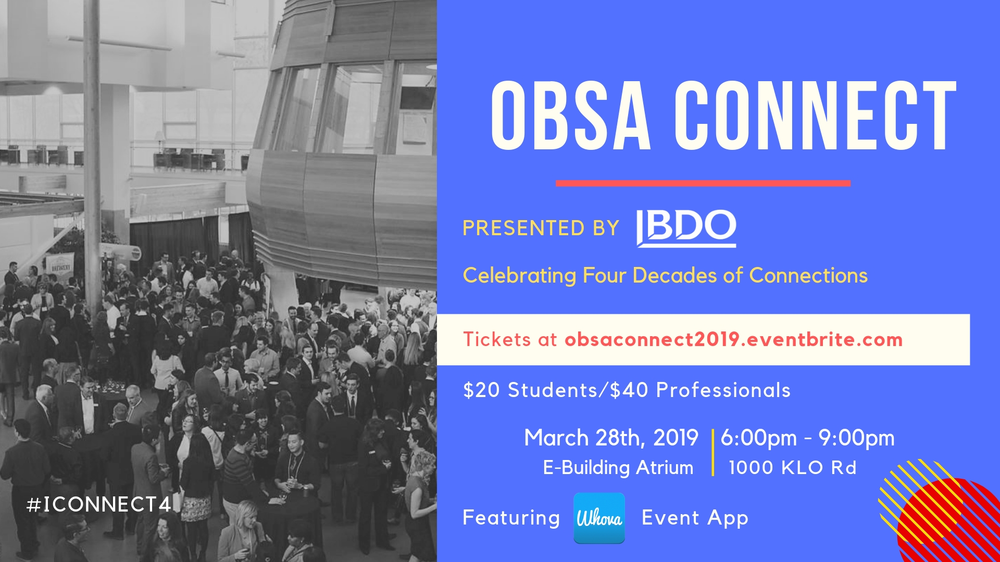 OBSA CONNECT
PRESENTED BY BDO
Celebrating Four Decades of Connections
Tickets at obsaconnect2019.eventbrite.com
$20 Students/$40 Professionals
March 28th, 2019 6:00pm - 9:00pm
E-Building Atrium 1000 KLO Rd
Featuring Whova Event App
#ICONNECT4
BREWERY